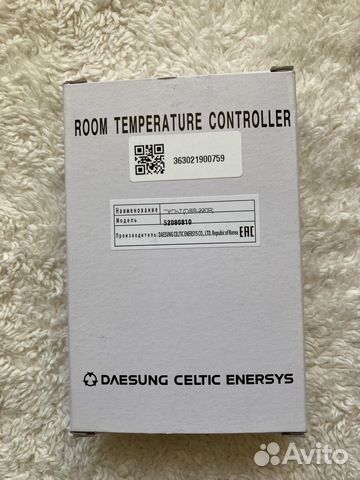 ROOM TEMPERATURE CONTROLLER
363021900759
Наименование
Модель 52080810
Производитель: DAESUNG CELTIC ENERSYS CO., LTD. Republic of Korea EAC
DAESUNG CELTIC ENERSYS
Avito